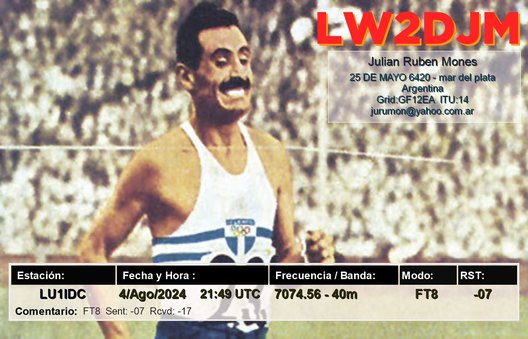 LW2DJM
Julian Ruben Mones
25 DE MAYO 6420 - mar del plata
Argentina
Grid:GF12EA ITU:14
jurumon@yahoo.com.ar
Estación: Fecha y Hora : Frecuencia / Banda: Modo: RST:
LU1IDC 4/Ago/2024 21:49 UTC 7074.56 - 40m FT8 -07
Comentario: FT8 Sent: -07 Rcvd: -17